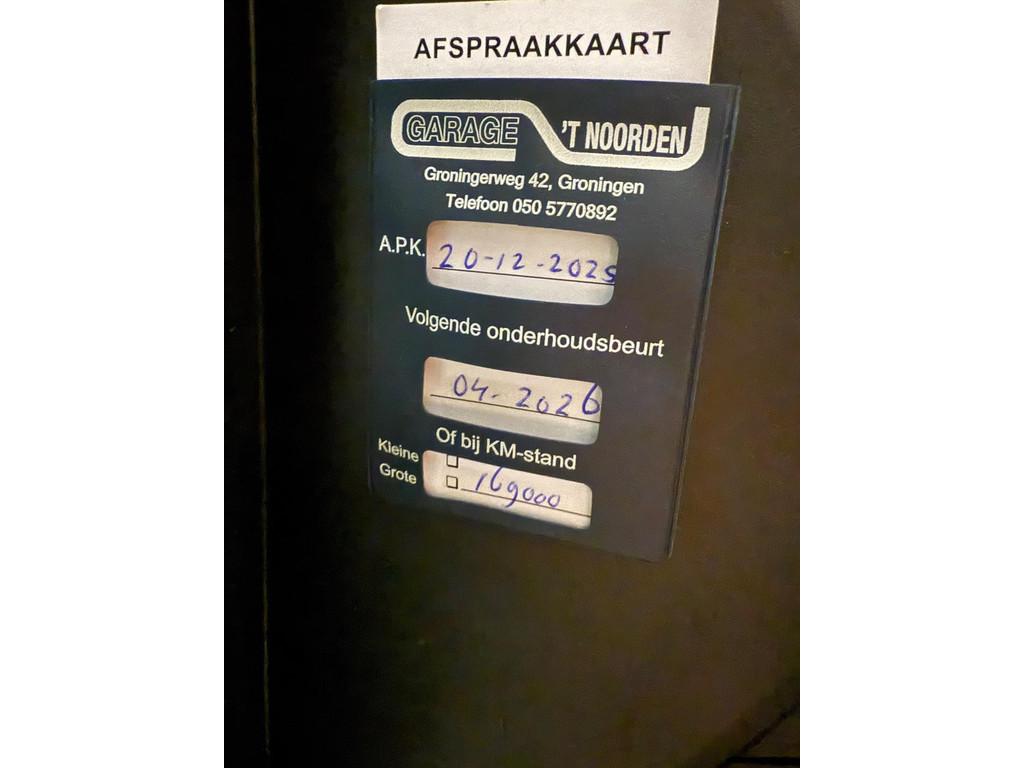 AFSPRAAKKAART
GARAGE 'T NOORDEN
Groningerweg 42, Groningen
Telefoon 050 5770892
A.P.K. 20-12-2025
Volgende onderhoudsbeurt
04-2026
Of bij KM-stand
Kleine
Grote 169000